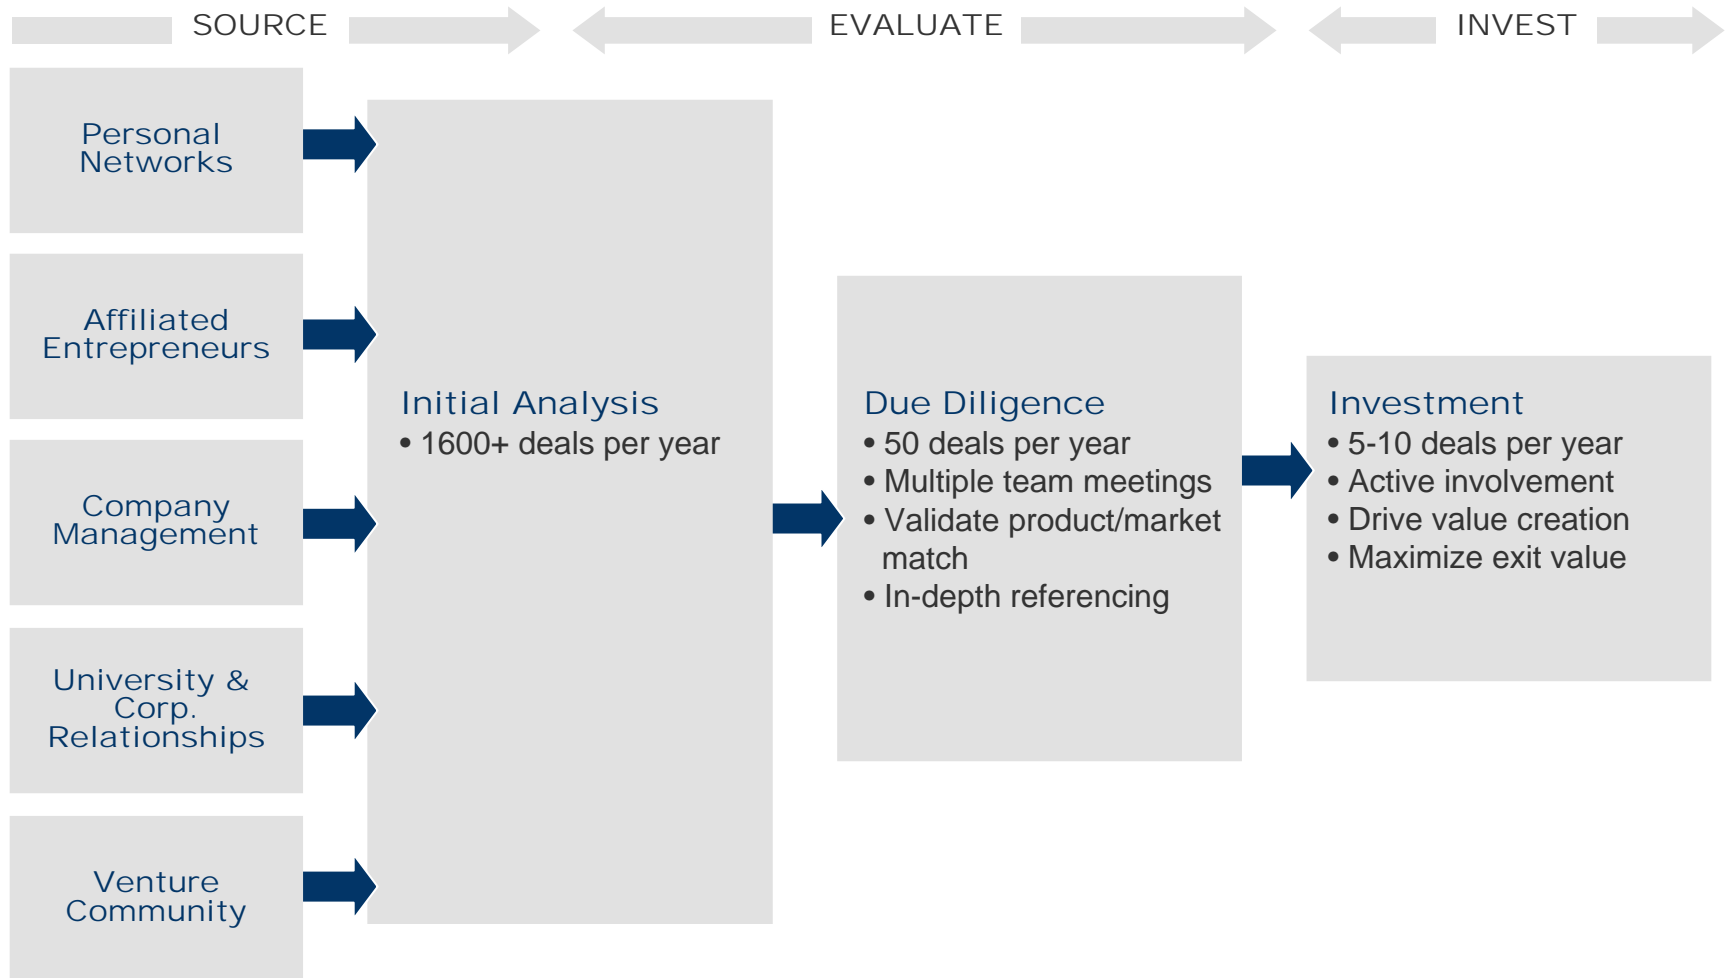 SOURCE
EVALUATE
INVEST
Personal
Networks
Affiliated
Entrepreneurs
Company
Management
University &
Corp.
Relationships
Venture
Community
Initial Analysis
• 1600+ deals per year
Due Diligence
• 50 deals per year
• Multiple team meetings
• Validate product/market
match
• In-depth referencing
Investment
• 5-10 deals per year
• Active involvement
• Drive value creation
• Maximize exit value